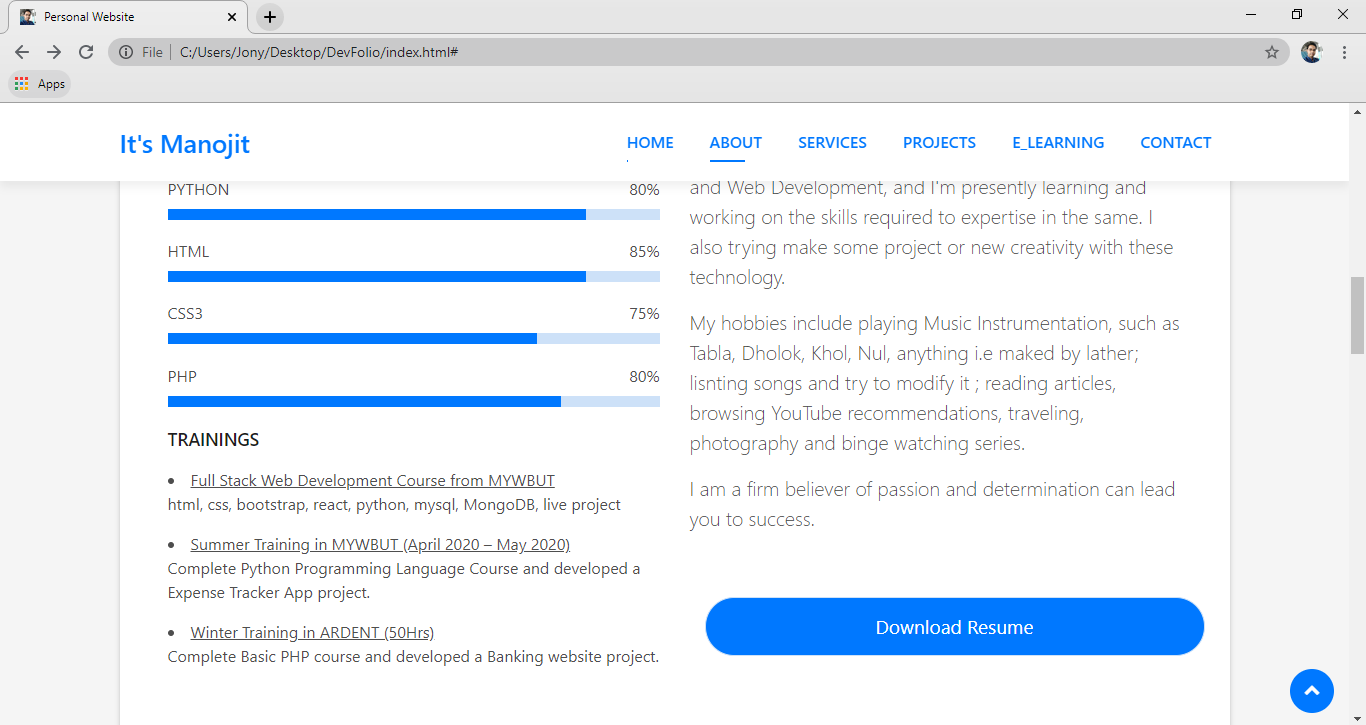 Personal Website
File
C:/Users/Jony/Desktop/DevFolio/index.html#
Apps
It's Manojit
HOME ABOUT SERVICES PROJECTS E_LEARNING CONTACT
PYTHON 80%
HTML 85%
CSS3 75%
PHP 80%
TRAININGS
• Full Stack Web Development Course from MYWBUT
html, css, bootstrap, react, python, mysql, MongoDB, live project
• Summer Training in MYWBUT (April 2020 – May 2020)
Complete Python Programming Language Course and developed a
Expense Tracker App project.
• Winter Training in ARDENT (50Hrs)
Complete Basic PHP course and developed a Banking website project.
and Web Development, and I'm presently learning and
working on the skills required to expertise in the same. I
also trying make some project or new creativity with these
technology.
My hobbies include playing Music Instrumentation, such as
Tabla, Dholok, Khol, Nul, anything i.e maked by lather;
lisnting songs and try to modify it ; reading articles,
browsing YouTube recommendations, traveling,
photography and binge watching series.
I am a firm believer of passion and determination can lead
you to success.
Download Resume